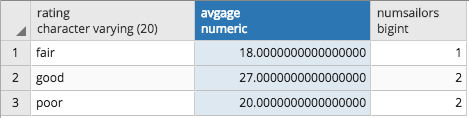 rating avgage numsailors
character varying (20) numeric bigint
1 fair 18.0000000000000000 1
2 good 27.0000000000000000 2
3 poor 20.0000000000000000 2